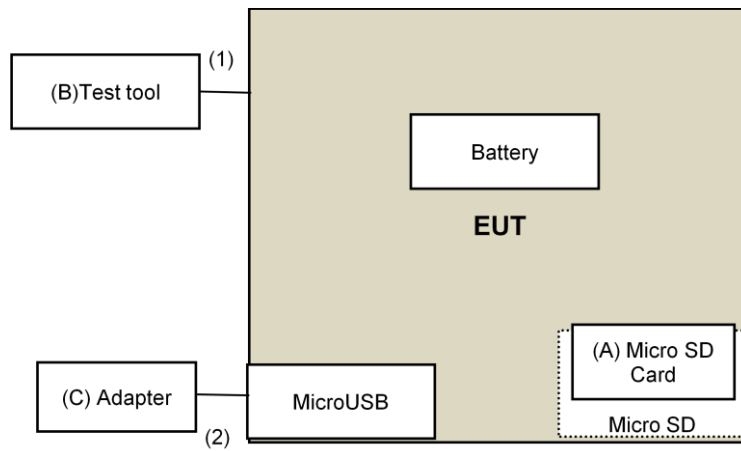 (1)
(B)Test tool
Battery
EUT
(A) Micro SD
Card
(C) Adapter
MicroUSB
Micro SD
(2)